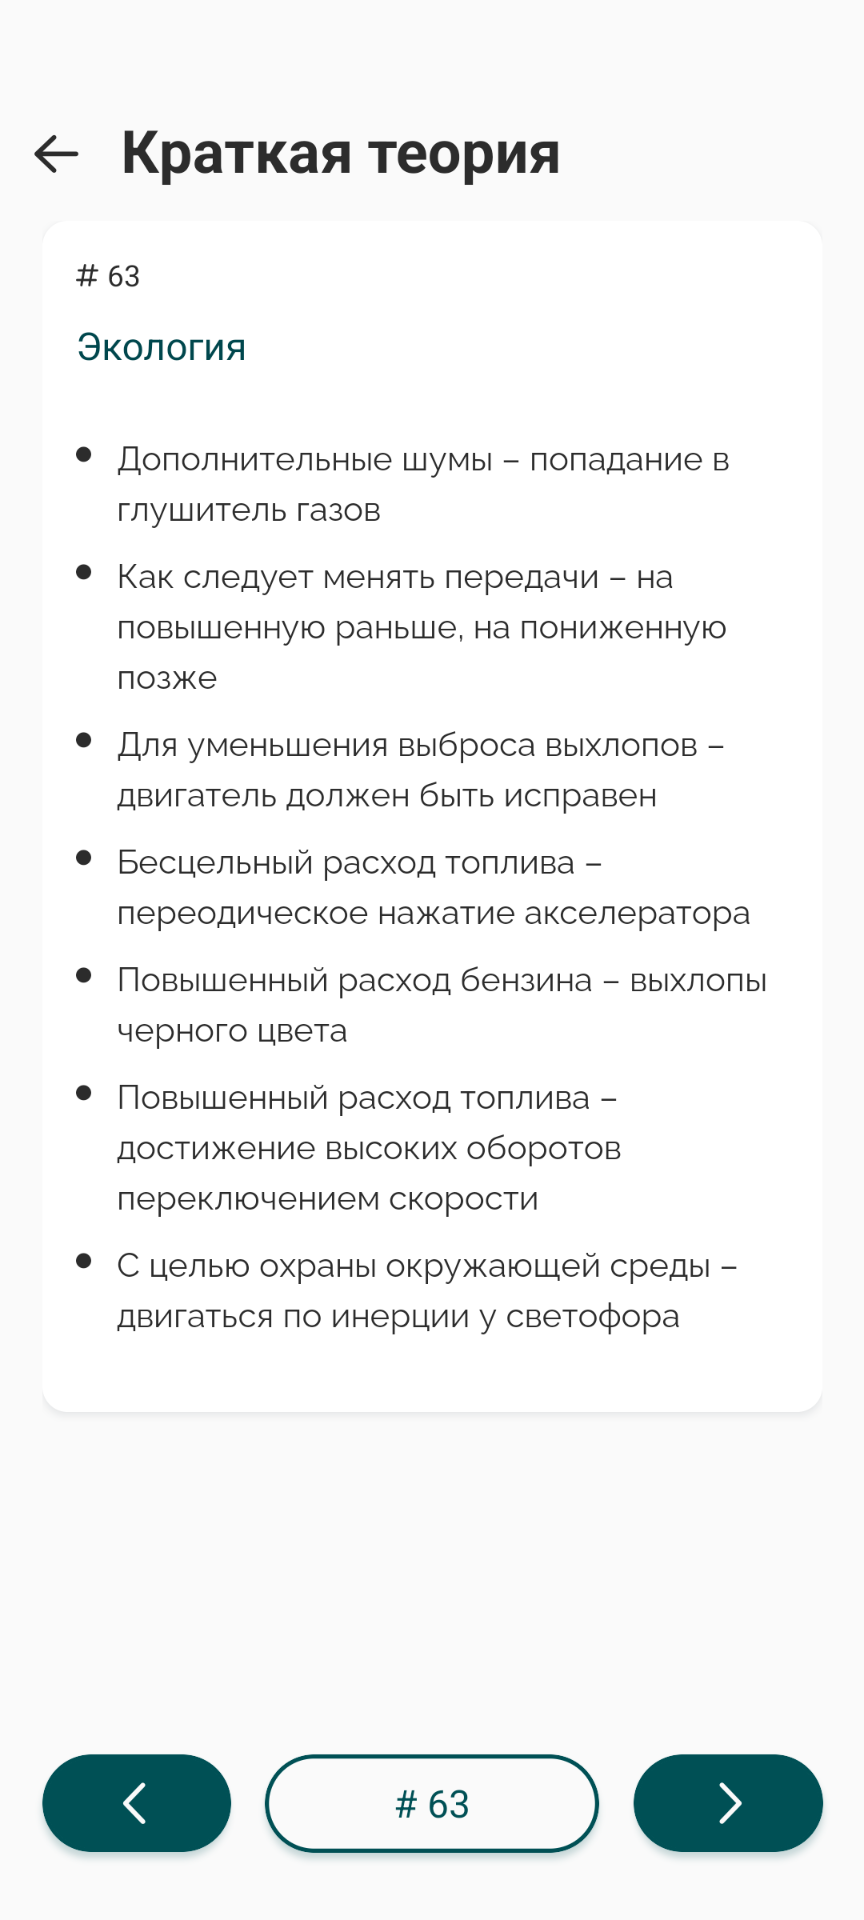 Краткая теория
# 63
Экология
Дополнительные шумы – попадание в
глушитель газов
Как следует менять передачи – на
повышенную раньше, на пониженную
позже
Для уменьшения выброса выхлопов –
двигатель должен быть исправен
Бесцельный расход топлива –
переодическое нажатие акселератора
Повышенный расход бензина – выхлопы
черного цвета
Повышенный расход топлива –
достижение высоких оборотов
переключением скорости
С целью охраны окружающей среды –
двигаться по инерции у светофора
# 63